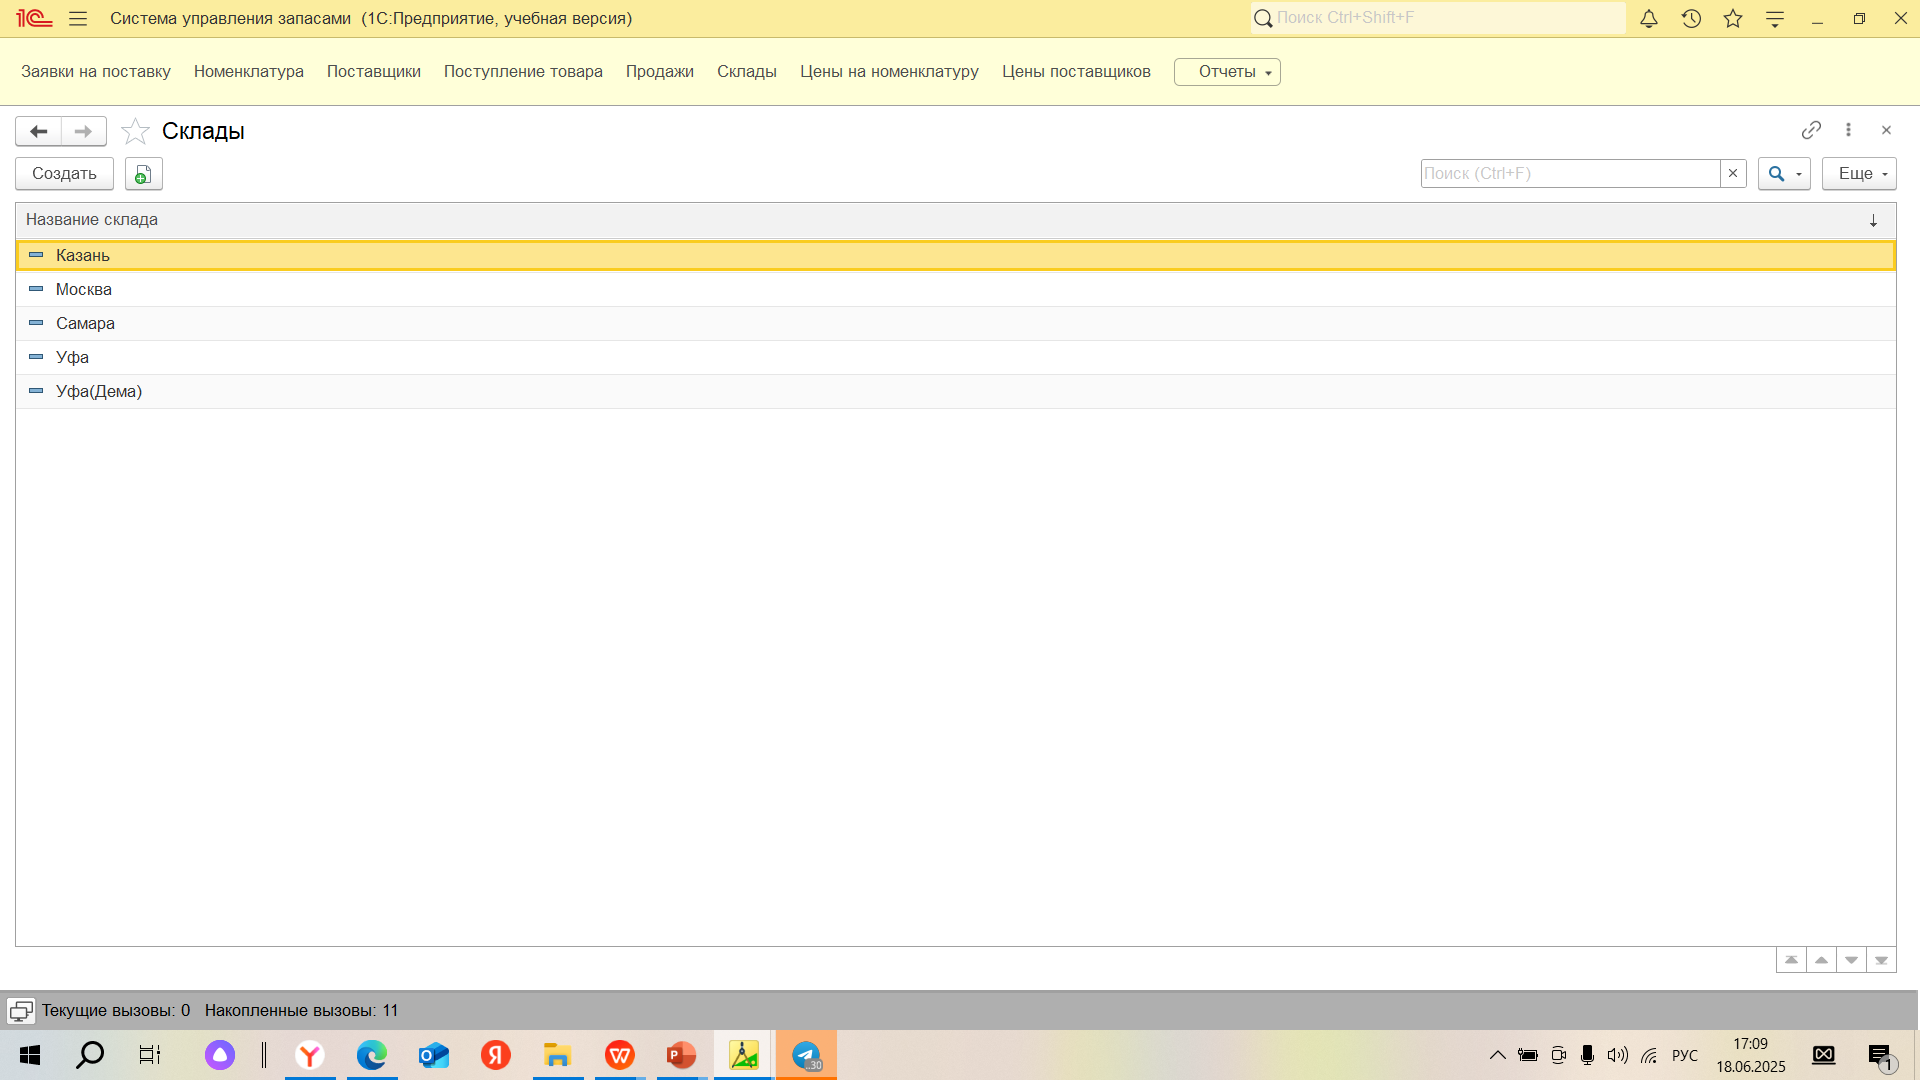 1С Система управления запасами (1С:Предприятие, учебная версия) Поиск Ctrl+Shift+F
Заявки на поставку Номенклатура Поставщики Поступление товара Продажи Склады Цены на номенклатуру Цены поставщиков Отчеты
Склады
Создать Поиск (Ctrl+F) × Еще
Название склада ↓
Казань
Москва
Самара
Уфа
Уфа(Дема)
Текущие вызовы: 0 Накопленные вызовы: 11
Y O Я W P 30 РУС 17:09
18.06.2025 1